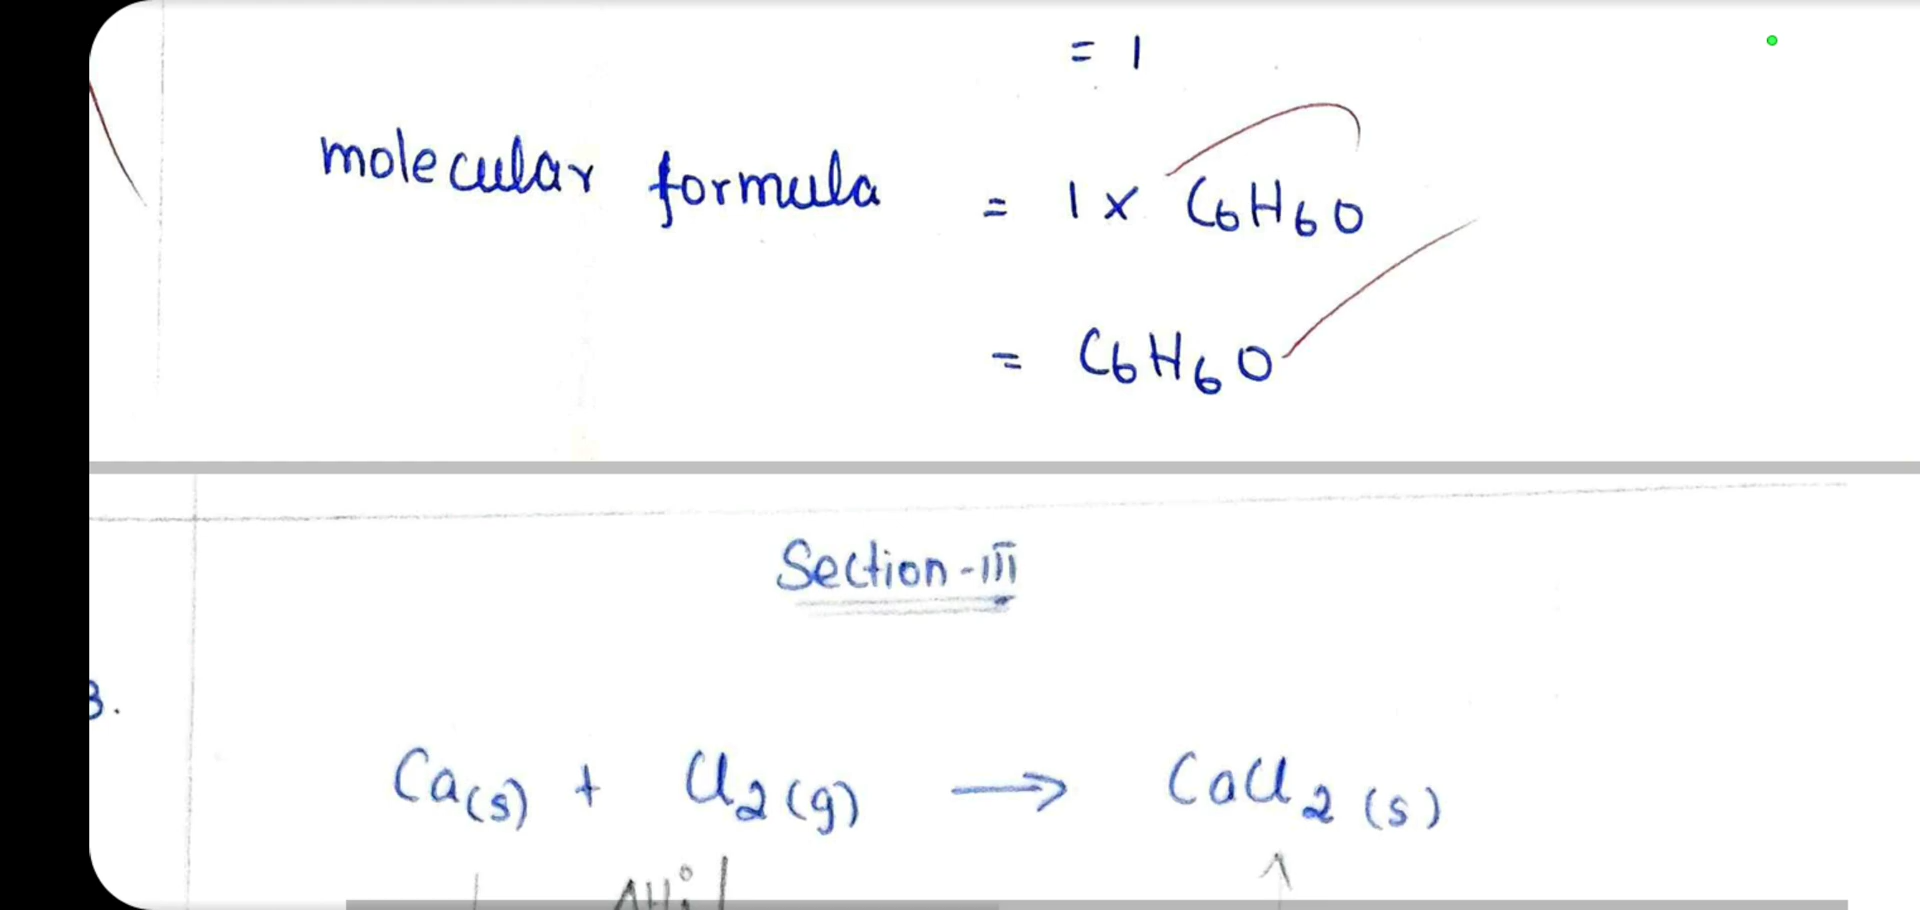 = 1
molecular formula = 1 x C6H6O
= C6H6O
Section-III
3.
Ca(s) + Cl2(g) → CaCl2(s)